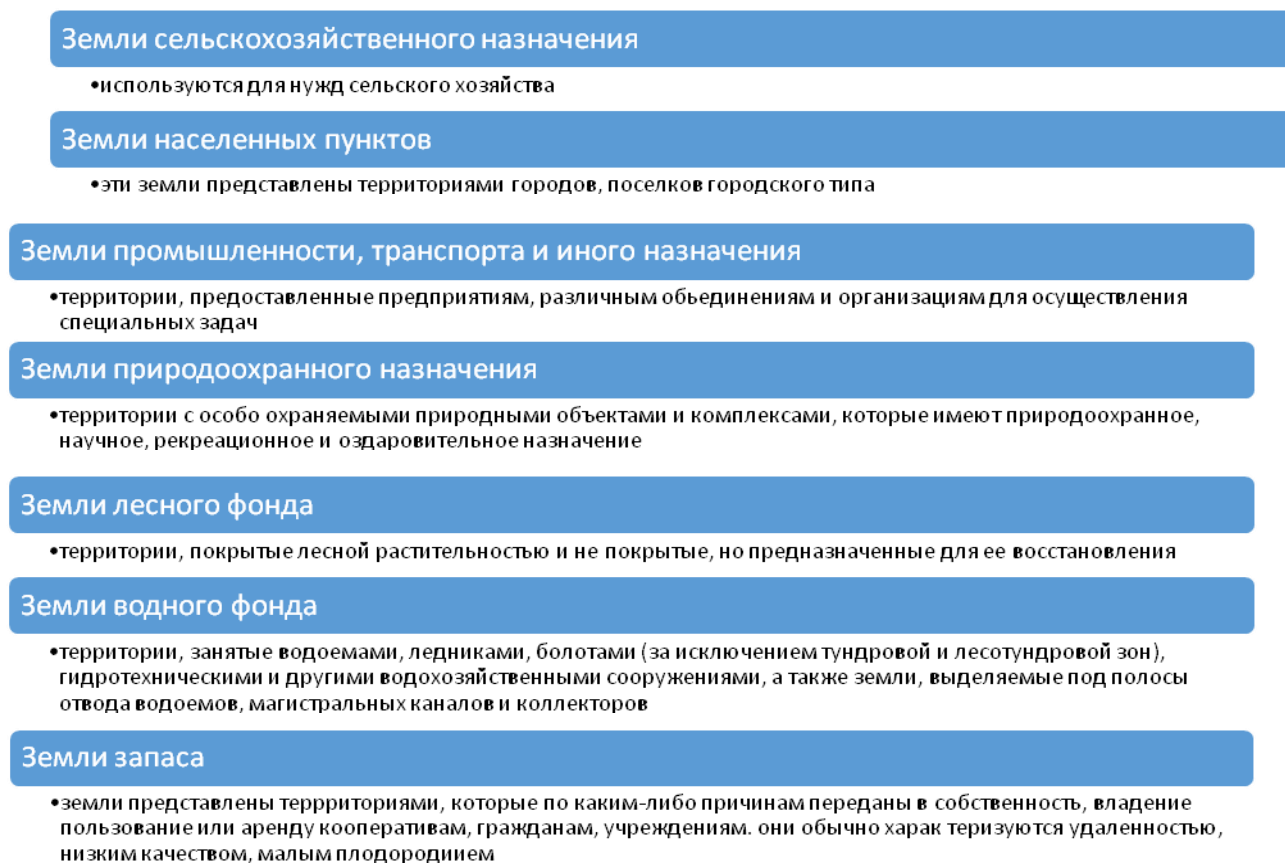 Земли сельскохозяйственного назначения
•используются для нужд сельского хозяйства
Земли населенных пунктов
•эти земли представлены территориями городов, поселков городского типа
Земли промышленности, транспорта и иного назначения
•территории, предоставленные предприятиям, различным обьединениям и организациям для осуществления
специальных задач
Земли природоохранного назначения
•территории с особо охраняемыми природными объектами и комплексами, которые имеют природоохранное,
научное, рекреационное и оздаровительное назначение
Земли лесного фонда
•территории, покрытые лесной растительностью и не покрытые, но предназначенные для ее восстановления
Земли водного фонда
•территории, занятые водоемами, ледниками, болотами (за исключением тундровой и лесотундровой зон),
гидротехническими и другими водохозяйственными сооружениями, а также земли, выделяемые под полосы
отвода водоемов, магистральных каналов и коллекторов
Земли запаса
•земли представлены террриториями, которые по каким-либо причинам переданы в собственность, владение
пользование или аренду кооперативам, гражданам, учреждениям. они обычно харак теризуются удаленностью,
низким качеством, малым плодородиием